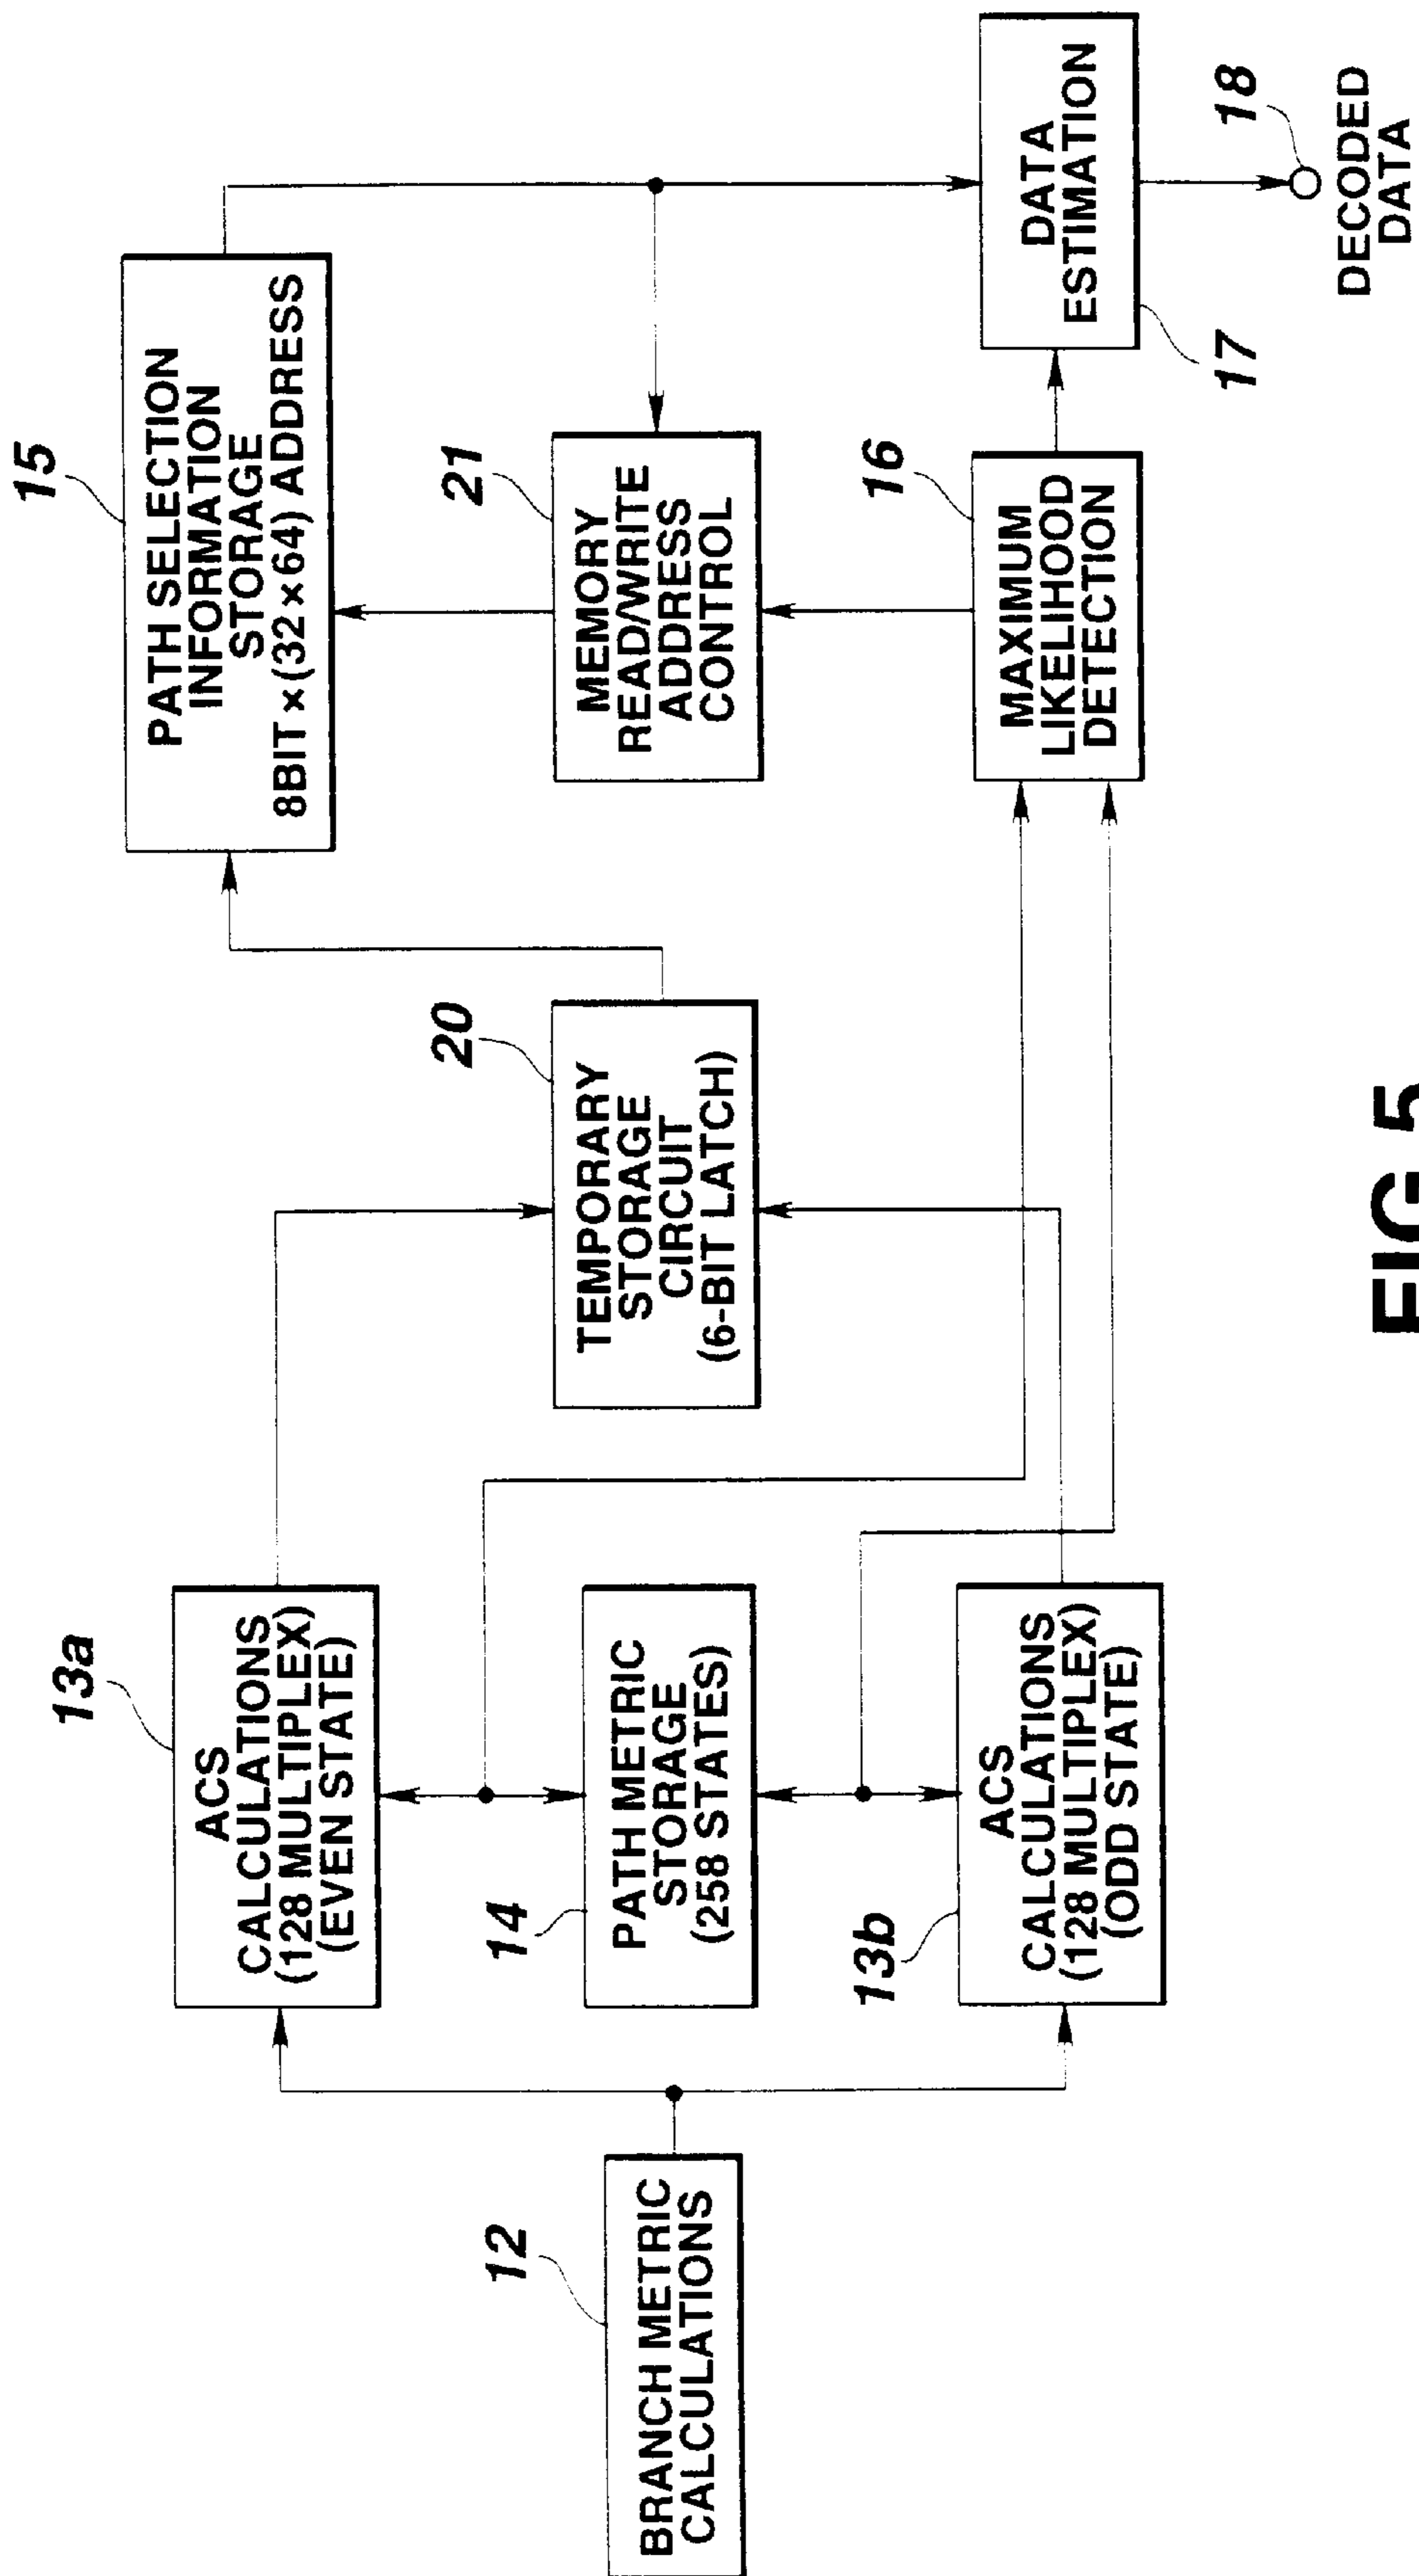 12
BRANCH METRIC
CALCULATIONS
13a
ACS
CALCULATIONS
(128 MULTIPLEX)
(EVEN STATE)
14
PATH METRIC
STORAGE
(258 STATES)
13b
ACS
CALCULATIONS
(128 MULTIPLEX)
(ODD STATE)
20
TEMPORARY
STORAGE
CIRCUIT
(6-BIT LATCH)
15
PATH SELECTION
INFORMATION
STORAGE
8BIT ×(32×64) ADDRESS
21
MEMORY
READ/WRITE
ADDRESS
CONTROL
16
MAXIMUM
LIKELIHOOD
DETECTION
DATA
ESTIMATION
17
18
DECODED
DATA
FIG.5